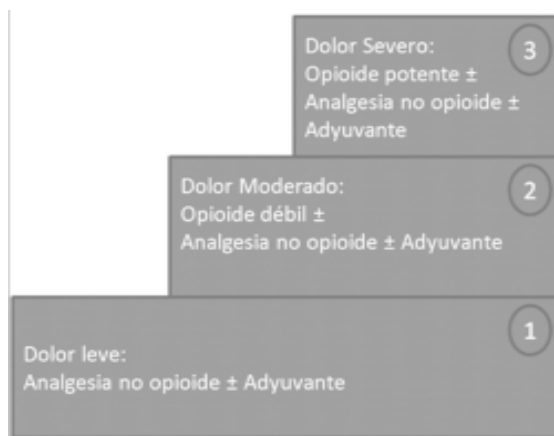 Dolor Severo:
3
Opioide potente ±
Analgesia no opioide ±
Adyuvante
Dolor Moderado:
2
Opioide débil ±
Analgesia no opioide ± Adyuvante
1
Dolor leve:
Analgesia no opioide ± Adyuvante